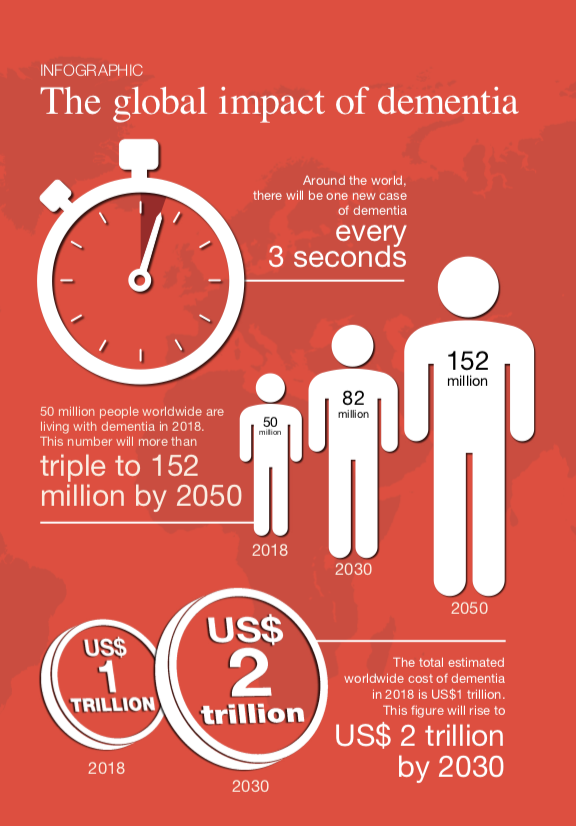 INFOGRAPHIC
The global impact of dementia
Around the world,
there will be one new case
of dementia
every
3 seconds
152
million
82
million
50
million
50 million people worldwide are
living with dementia in 2018.
This number will more than
triple to 152
million by 2050
2018
2030
2050
US$
1
TRILLION
US$
2
trillion
The total estimated
worldwide cost of dementia
in 2018 is US$1 trillion.
This figure will rise to
US$ 2 trillion
by 2030
2018
2030